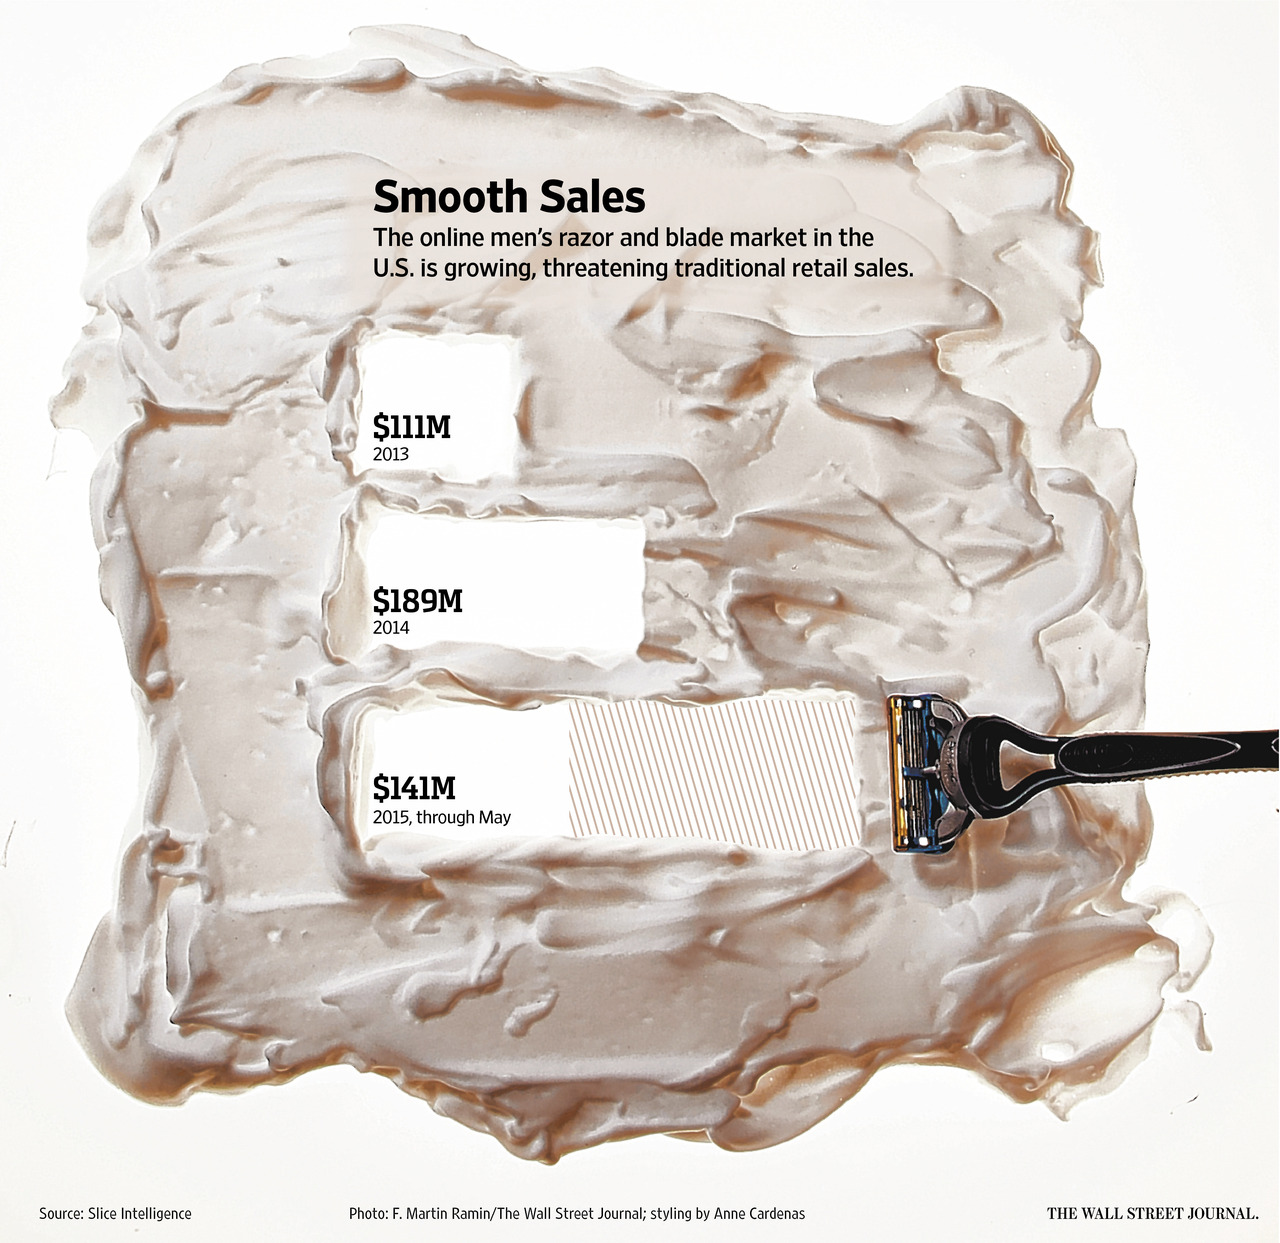 Smooth Sales
The online men’s razor and blade market in the
U.S. is growing, threatening traditional retail sales.
$111M
2013
$189M
2014
$141M
2015, through May
Source: Slice Intelligence
Photo: F. Martin Ramin/The Wall Street Journal; styling by Anne Cardenas
THE WALL STREET JOURNAL.